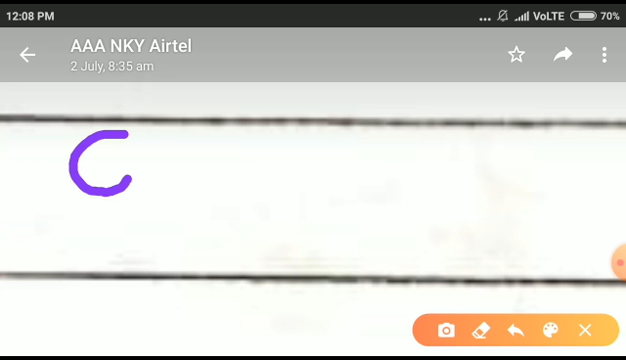 12:08 PM ... VoLTE 70%
AAA NKY Airtel
2 July, 8:35 am
C